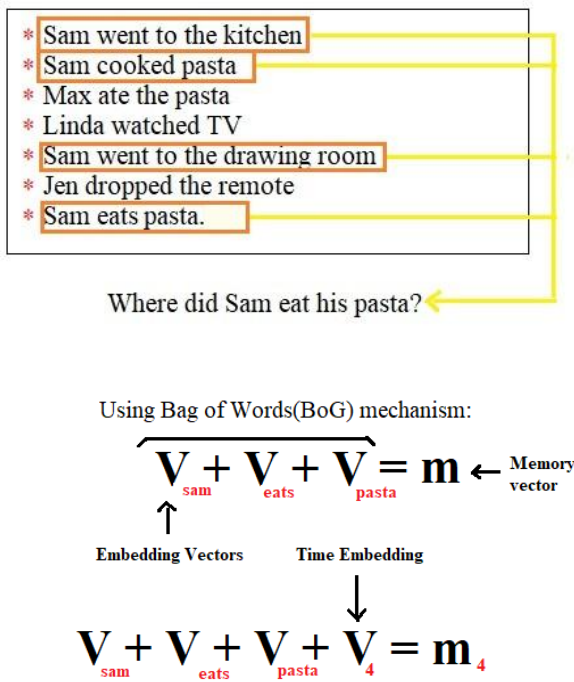 * Sam went to the kitchen
* Sam cooked pasta
* Max ate the pasta
* Linda watched TV
* Sam went to the drawing room
* Jen dropped the remote
* Sam eats pasta.
Where did Sam eat his pasta?
Using Bag of Words(BoG) mechanism:
V sam + V eats + V pasta = m
Memory
vector
Embedding Vectors
Time Embedding
V sam + V eats + V pasta + V 4 = m 4